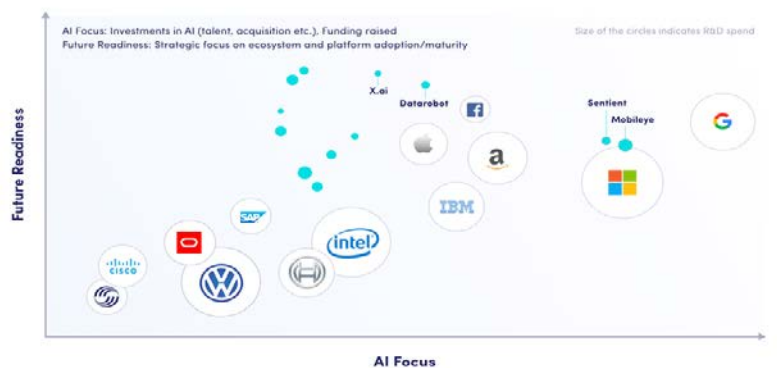 AI Focus: Investments in AI (talent, acquisition etc.), Funding raised
Size of the circles indicates R&D spend
Future Readiness: Strategic focus on ecosystem and platform adoption/maturity
X.ai
Datarobot
Sentient
Mobileye
a
IBM
SAP
intel
CISCO
Future Readiness
AI Focus